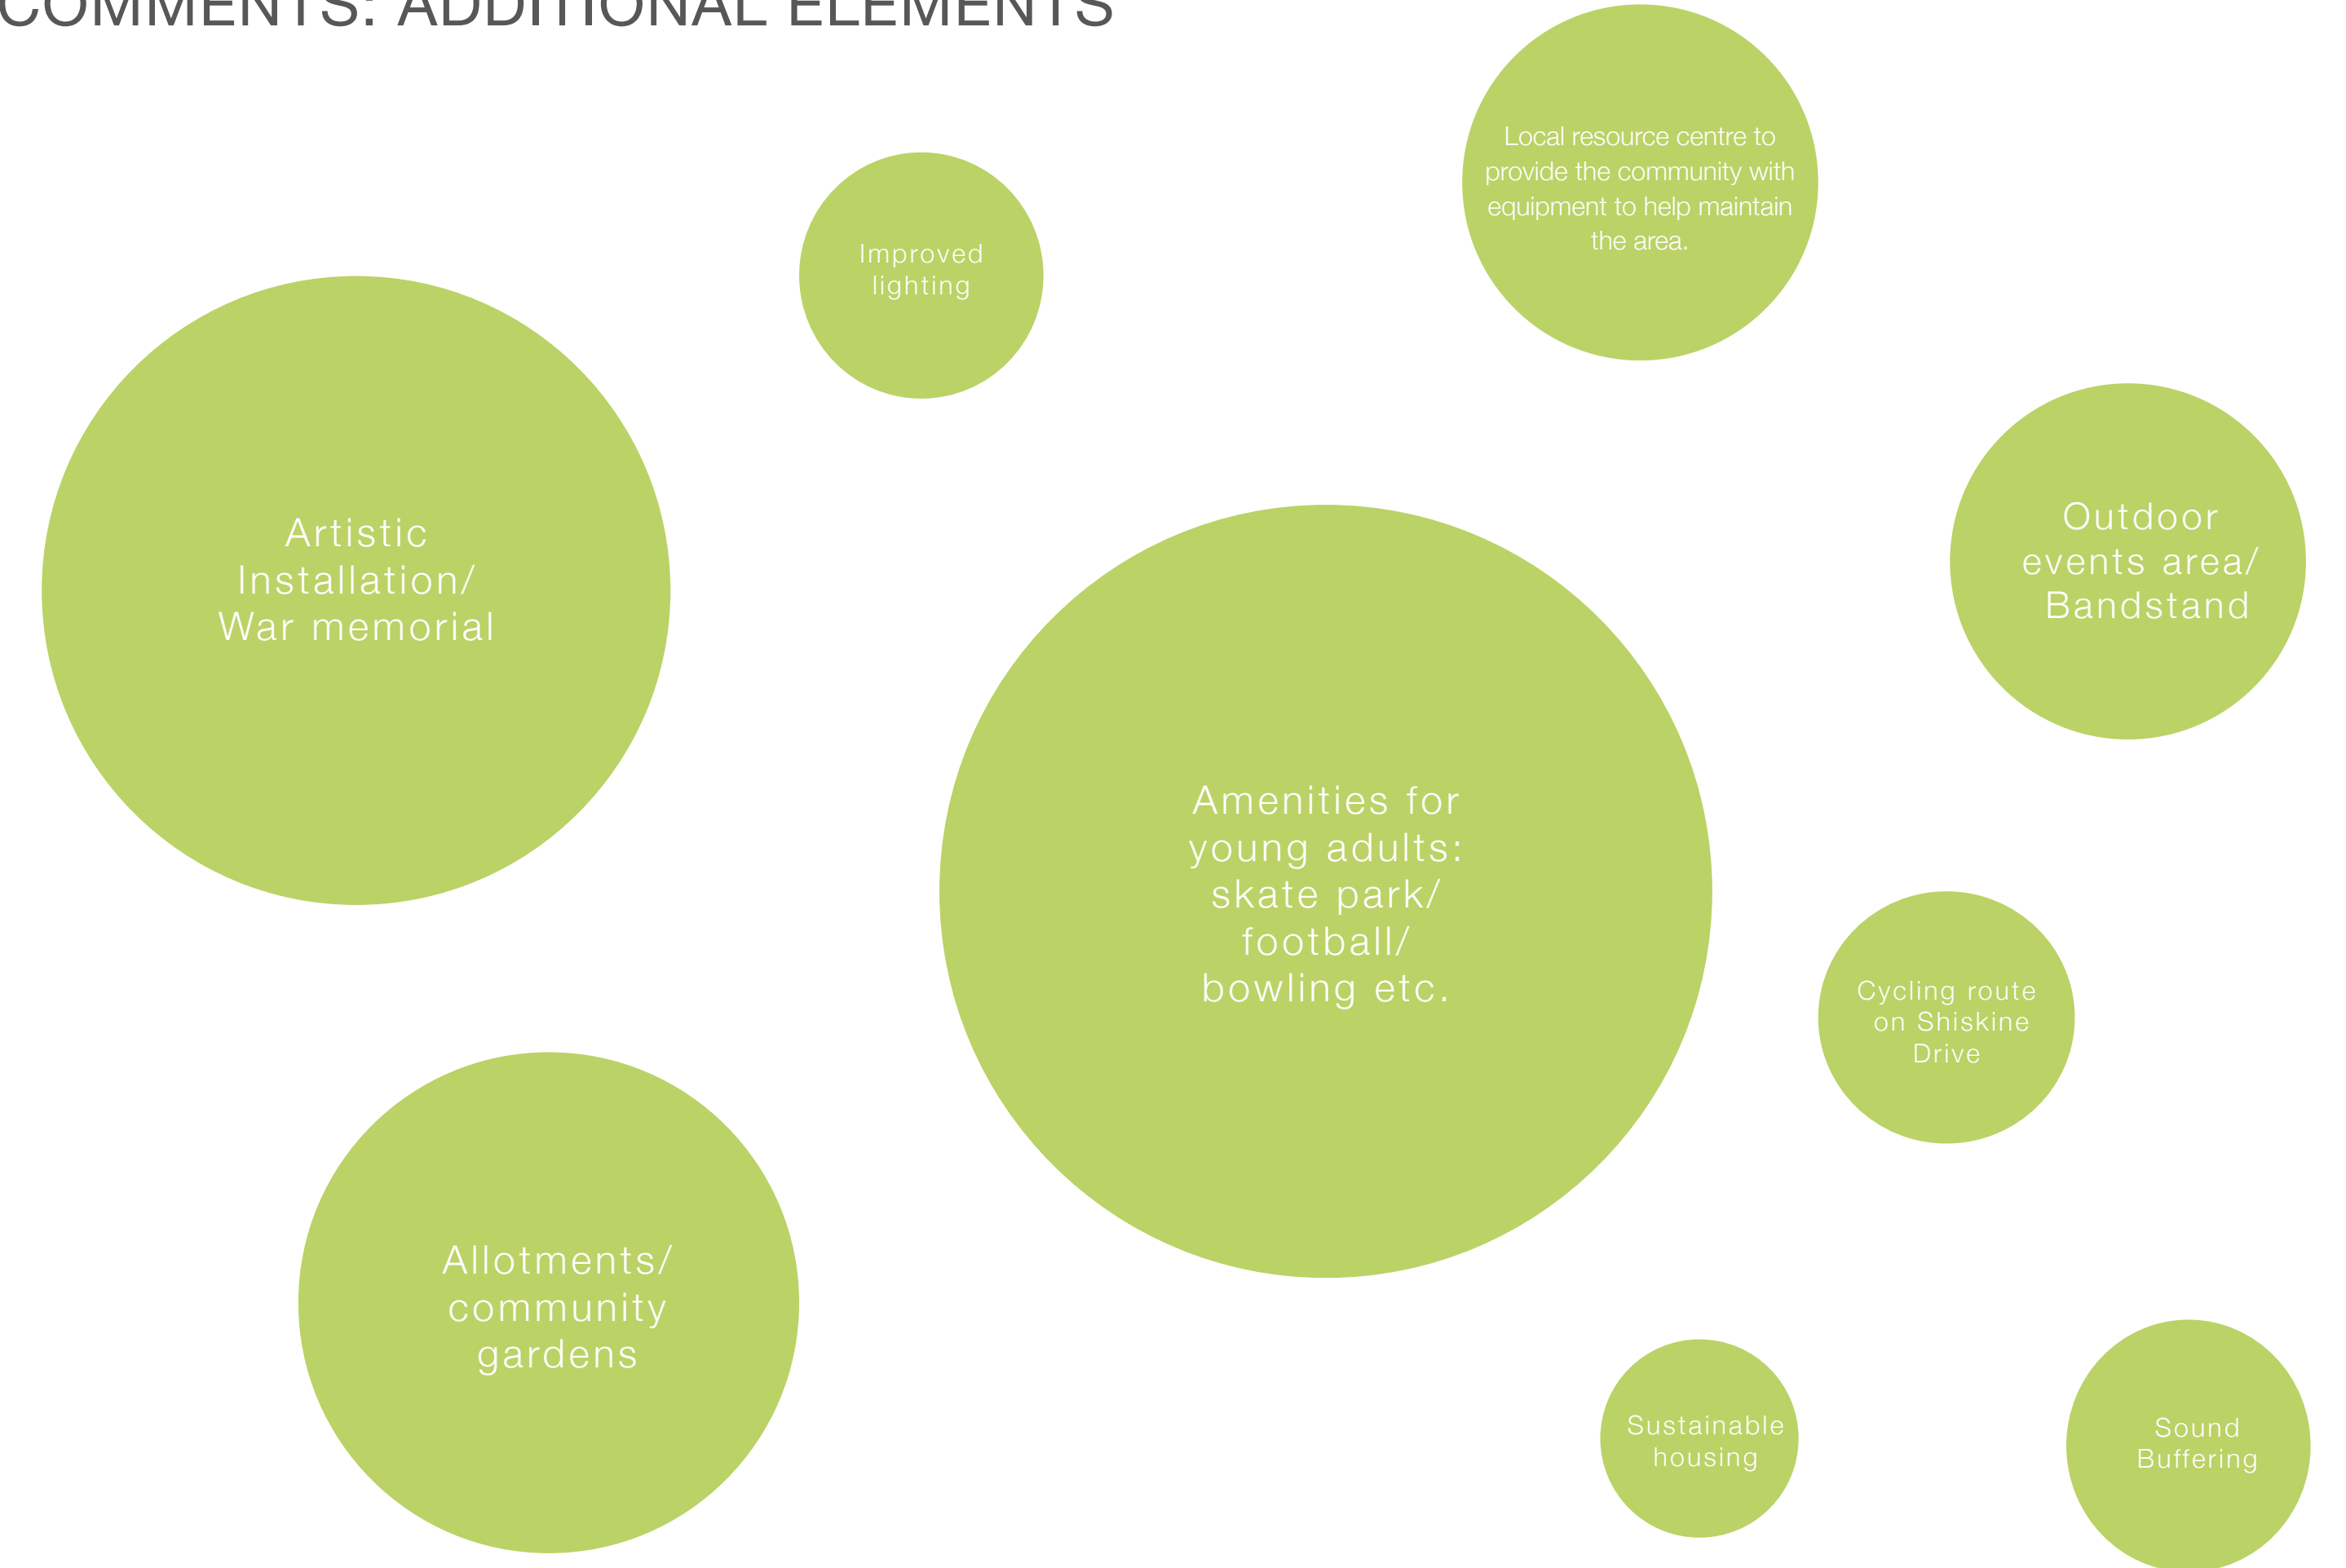 COMMENTS: ADDITIONAL ELEMENTS
Local resource centre to
provide the community with
equipment to help maintain
the area.
Improved
lighting
Artistic
Installation/
War memorial
Outdoor
events area/
Bandstand
Amenities for
young adults:
skate park/
football/
bowling etc.
Cycling route
on Shiskine
Drive
Allotments/
community
gardens
Sustainable
housing
Sound
Buffering